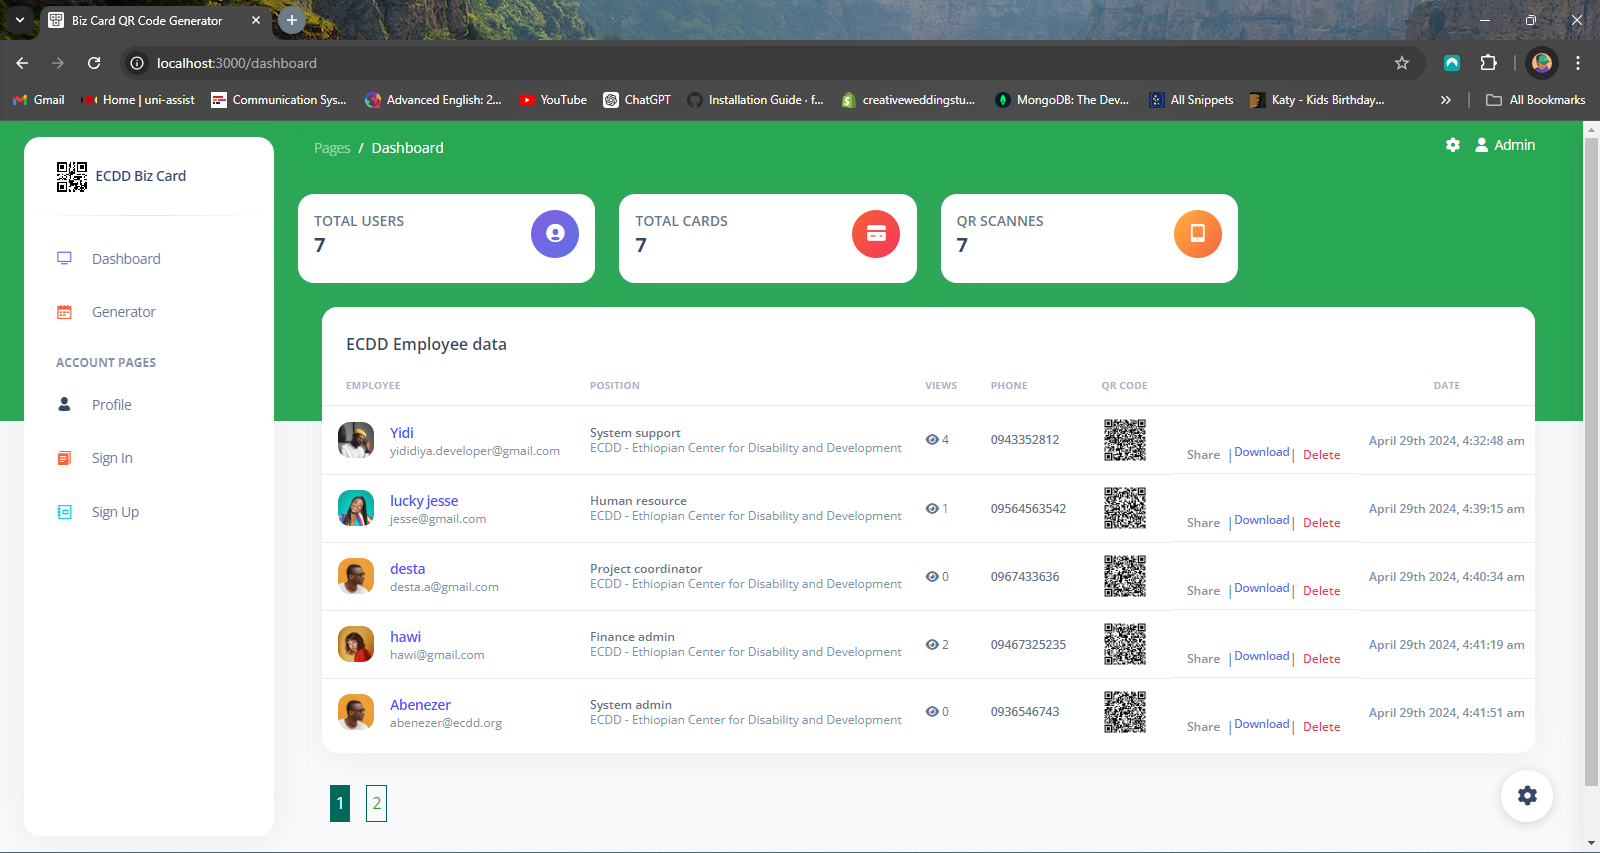 Biz Card QR Code Generator
localhost:3000/dashboard
Gmail
Home | uni-assist
Communication Sys...
Advanced English: 2...
YouTube
ChatGPT
Installation Guide · f...
creativeweddingstu...
MongoDB: The Dev...
All Snippets
Katy - Kids Birthday...
All Bookmarks
ECDD Biz Card
Pages / Dashboard
Admin
Dashboard
Generator
ACCOUNT PAGES
Profile
Sign In
Sign Up
TOTAL USERS
7
TOTAL CARDS
7
QR SCANNES
7
ECDD Employee data
EMPLOYEE POSITION VIEWS PHONE QR CODE DATE
Yidi
yididiya.developer@gmail.com
System support
ECDD - Ethiopian Center for Disability and Development
4
0943352812
Share | Download | Delete
April 29th 2024, 4:32:48 am
lucky jesse
jesse@gmail.com
Human resource
ECDD - Ethiopian Center for Disability and Development
1
09564563542
Share | Download | Delete
April 29th 2024, 4:39:15 am
desta
desta.a@gmail.com
Project coordinator
ECDD - Ethiopian Center for Disability and Development
0
0967433636
Share | Download | Delete
April 29th 2024, 4:40:34 am
hawi
hawi@gmail.com
Finance admin
ECDD - Ethiopian Center for Disability and Development
2
09467325235
Share | Download | Delete
April 29th 2024, 4:41:19 am
Abenezer
abenezer@ecdd.org
System admin
ECDD - Ethiopian Center for Disability and Development
0
0936546743
Share | Download | Delete
April 29th 2024, 4:41:51 am
1 2